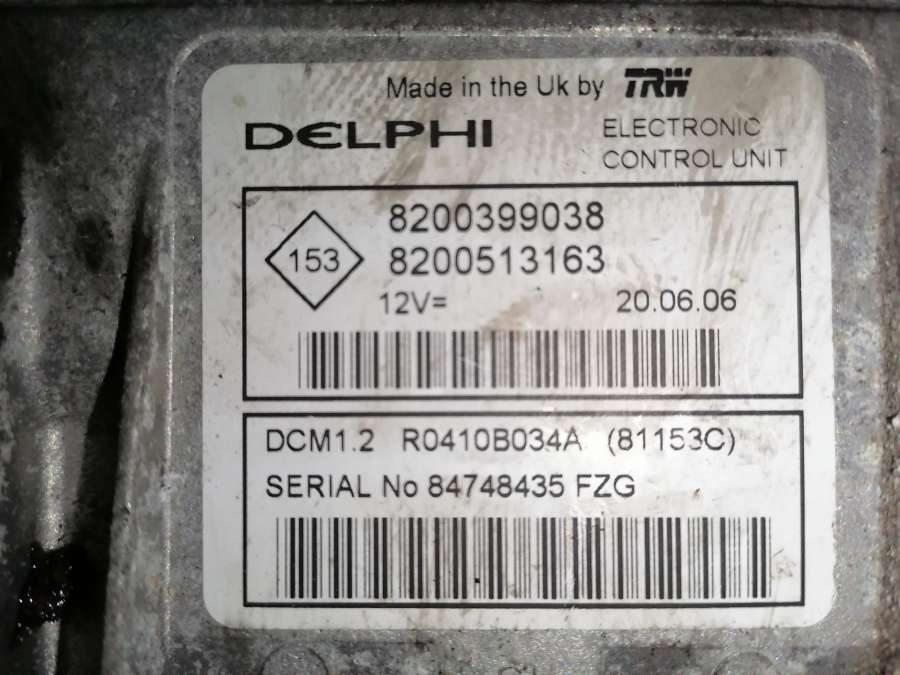 Made in the Uk by TRW
DELPHI
ELECTRONIC
CONTROL UNIT
153
8200399038
8200513163
12V=
20.06.06
DCM1.2 R0410B034A (81153C)
SERIAL No 84748435 FZG